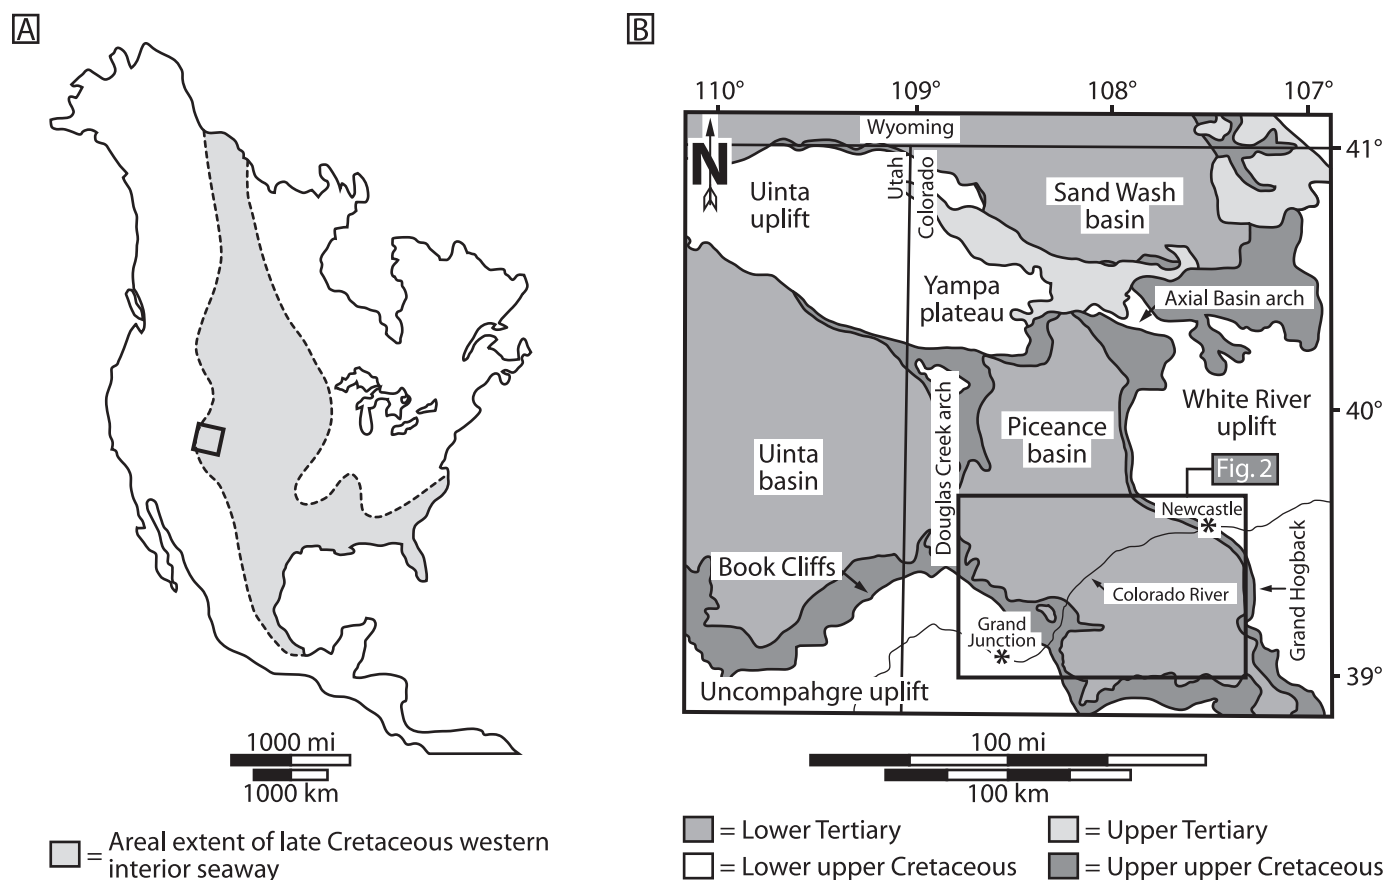 A
B
110°
109°
108°
107°
Wyoming
41°
N
Utah
Colorado
Uinta
uplift
Sand Wash
basin
Yampa
plateau
Axial Basin arch
White River
uplift
40°
Douglas Creek arch
Piceance
basin
Uinta
basin
Fig. 2
Newcastle
*
Book Cliffs
Colorado River
Grand Hogback
Grand
Junction
*
39°
Uncompahgre uplift
1000 mi
1000 km
100 mi
100 km
= Areal extent of late Cretaceous western
interior seaway
= Lower Tertiary
= Upper Tertiary
= Lower upper Cretaceous
= Upper upper Cretaceous